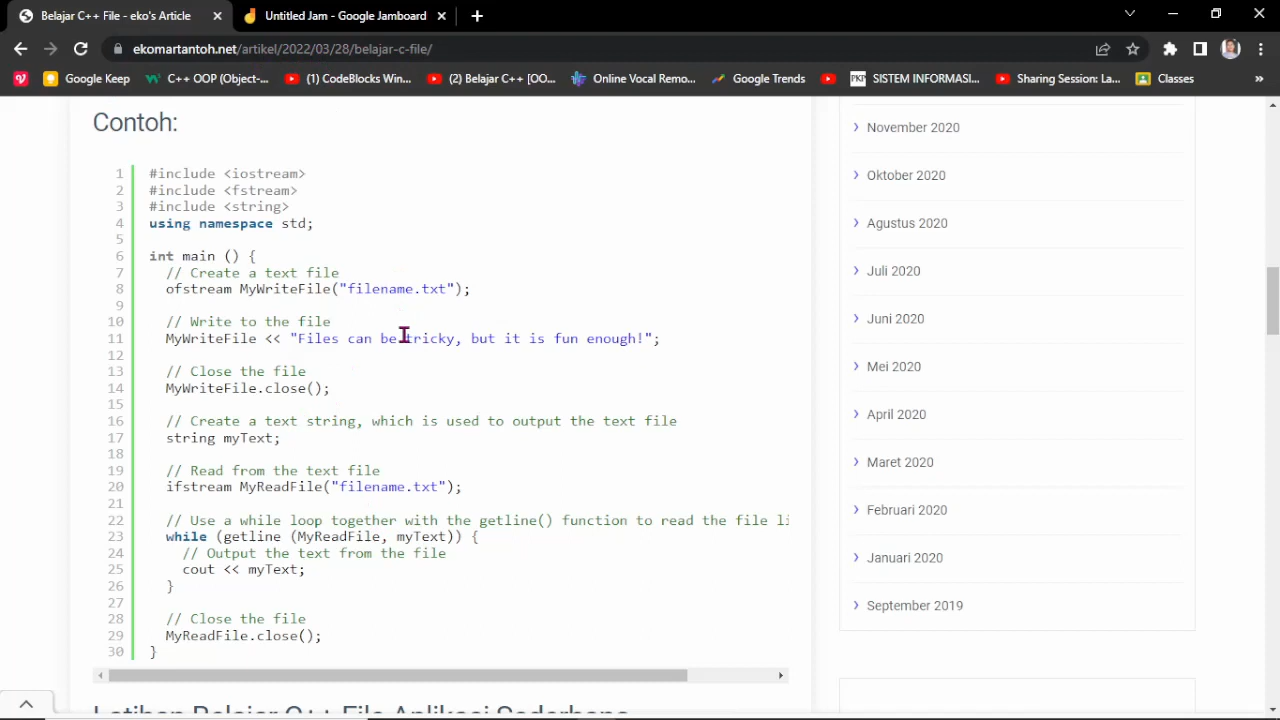 Belajar C++ File - eko's Article
Untitled Jam - Google Jamboard
ekomartantoh.net/artikel/2022/03/28/belajar-c-file/
Google Keep
C++ OOP (Object-...
(1) CodeBlocks Win...
(2) Belajar C++ [OO...
Online Vocal Remo...
Google Trends
PKP
SISTEM INFORMASI...
Sharing Session: La...
Classes
Contoh:
1 #include <iostream>
2 #include <fstream>
3 #include <string>
4 using namespace std;
5
6 int main () {
7 // Create a text file
8 ofstream MyWriteFile("filename.txt");
9
10 // Write to the file
11 MyWriteFile << "Files can be tricky, but it is fun enough!";
12
13 // Close the file
14 MyWriteFile.close();
15
16 // Create a text string, which is used to output the text file
17 string myText;
18
19 // Read from the text file
20 ifstream MyReadFile("filename.txt");
21
22 // Use a while loop together with the getline() function to read the file li
23 while (getline (MyReadFile, myText)) {
24 // Output the text from the file
25 cout << myText;
26 }
27
28 // Close the file
29 MyReadFile.close();
30 }
Latihan Belajar C++ File Aplikasi Sederhana
November 2020
Oktober 2020
Agustus 2020
Juli 2020
Juni 2020
Mei 2020
April 2020
Maret 2020
Februari 2020
Januari 2020
September 2019